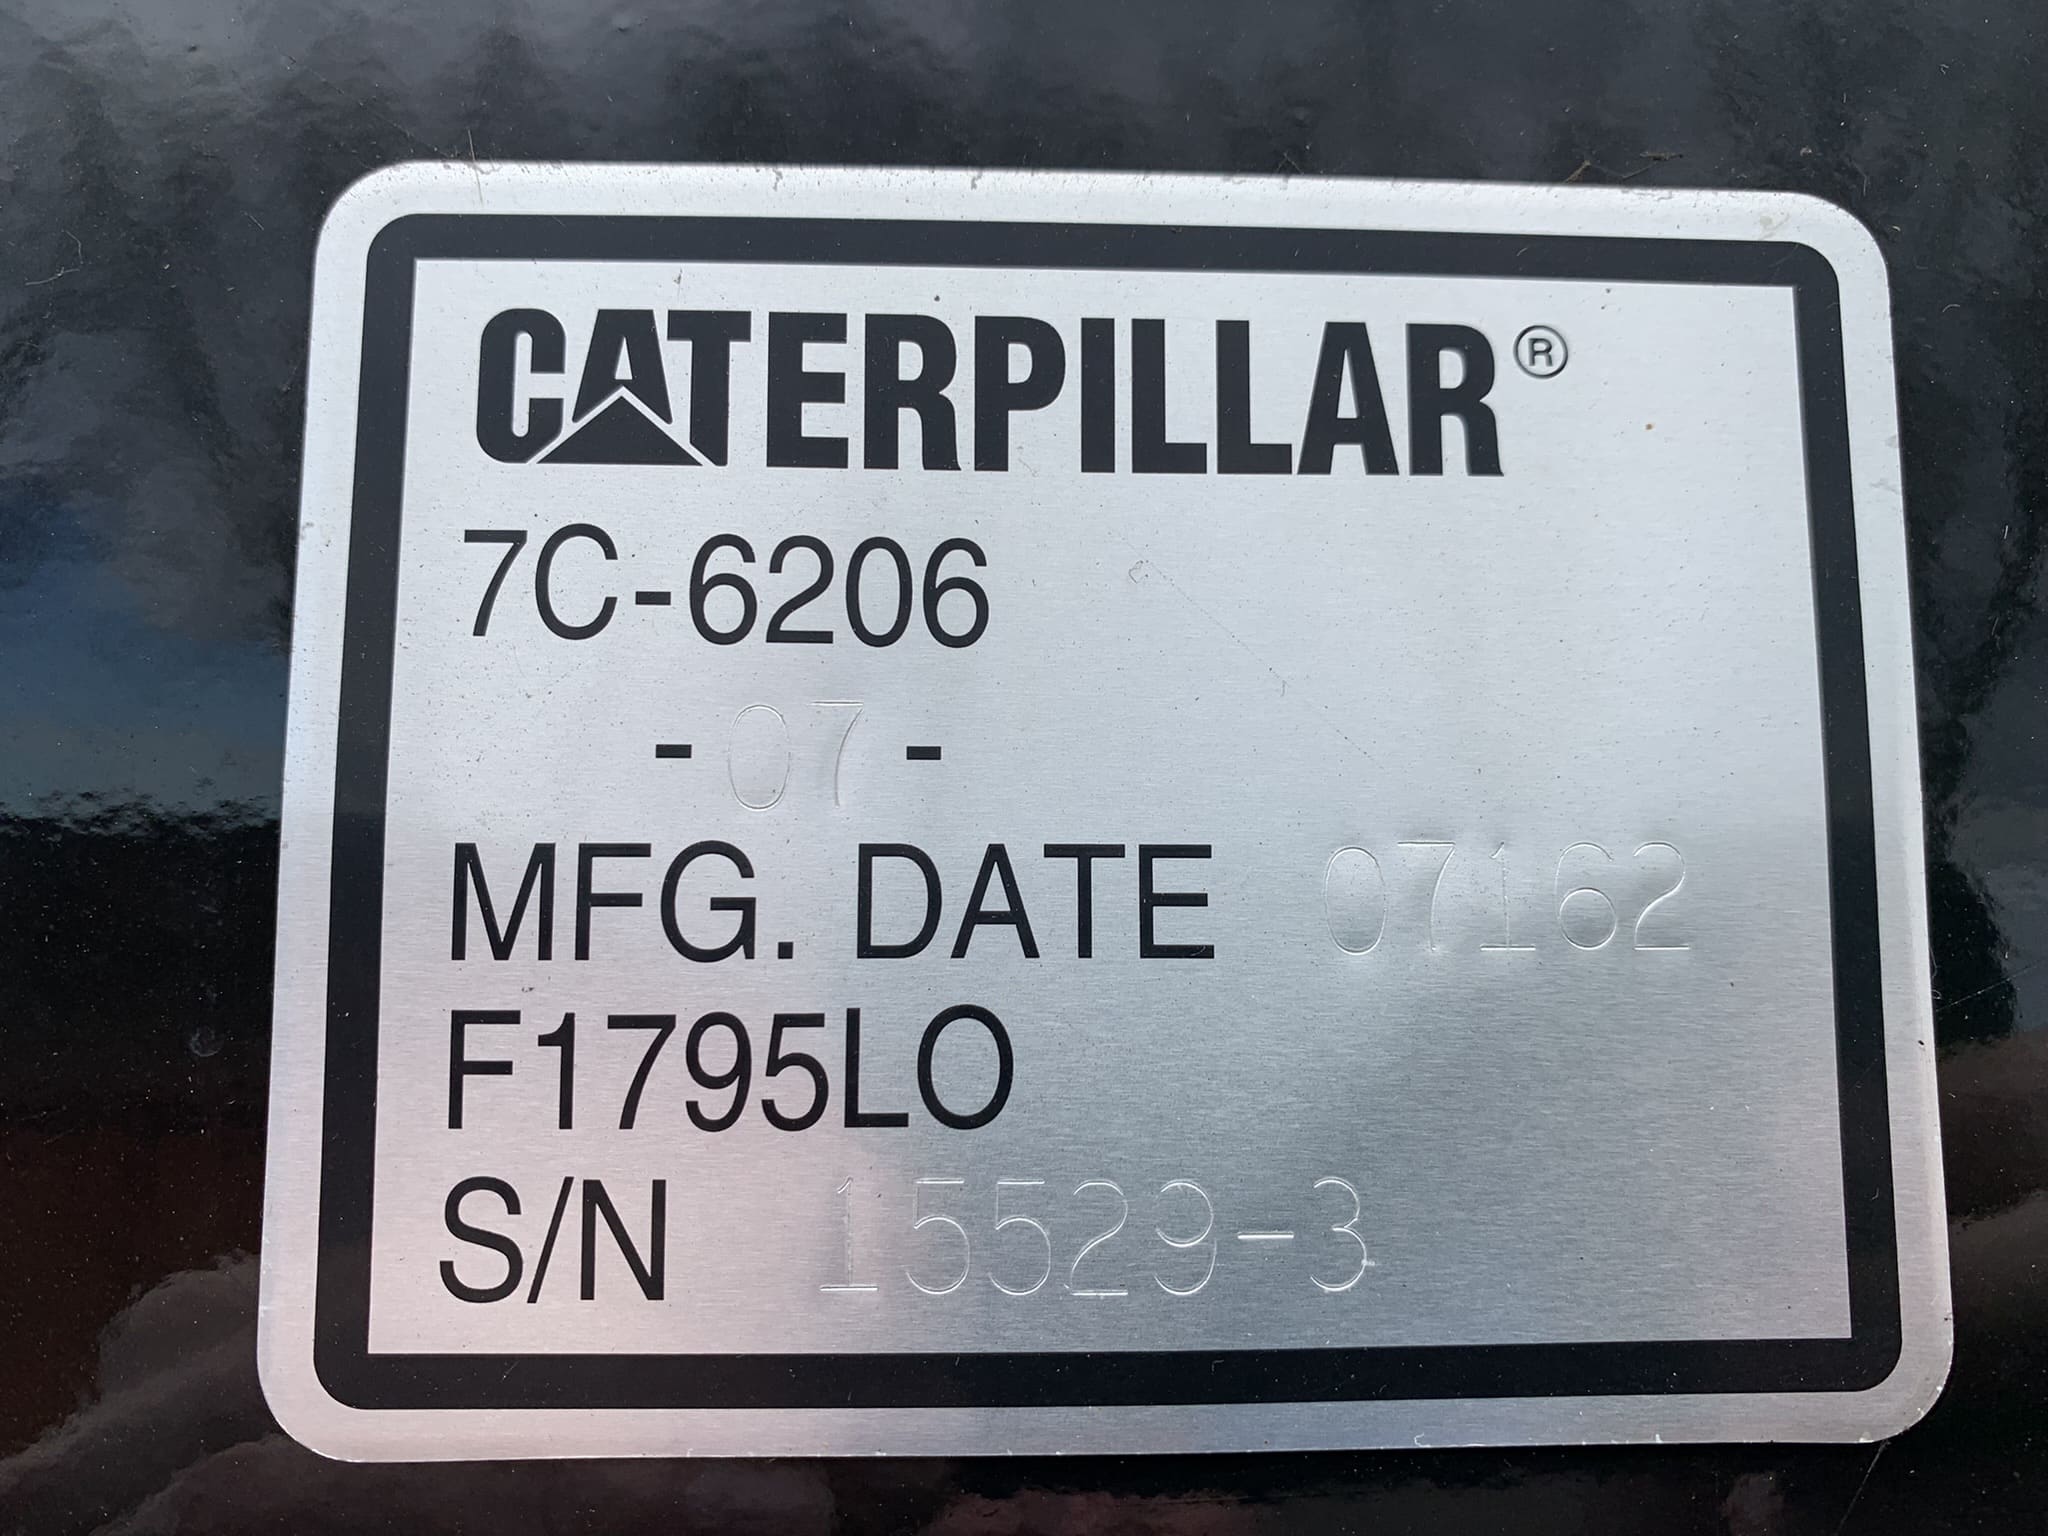 CATERPILLAR®
7C-6206
-07-
MFG. DATE 07162
F1795LO
S/N 15529-3